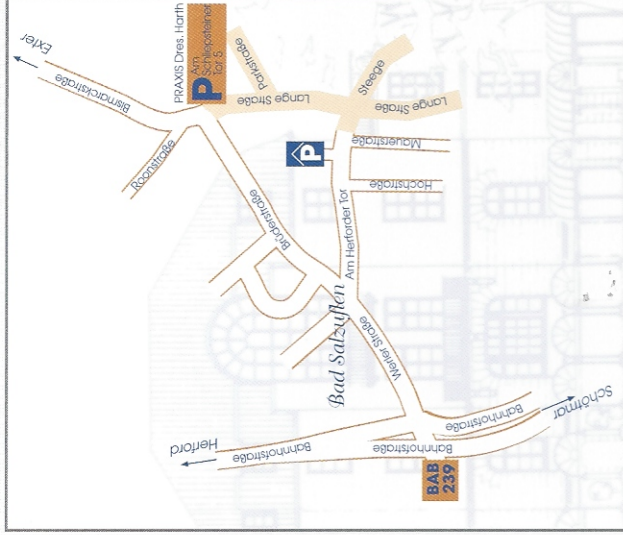 Exter
Bismarckstraße
PRAXIS Dres. Harth
P
Am
Schliepsteiner
Tor 5
Parkstraße
Steege
Lange Straße
Lange Straße
Roonstraße
P
Mauerstraße
Hochstraße
Brüderstraße
Am Herforder Tor
Bad Salzuflen
Werler Straße
Herford
Bahnhofstraße
Bahnhofstraße
Bahnhofstraße
Schötmar
BAB
239